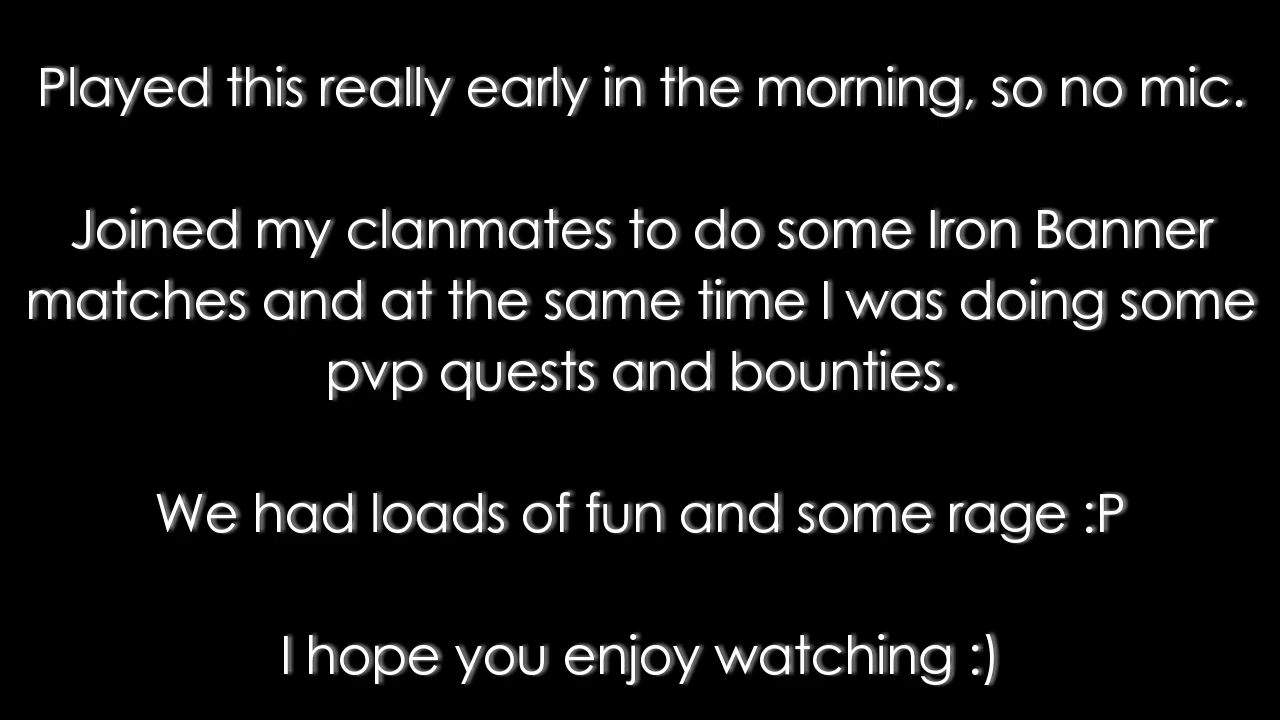 Played this really early in the morning, so no mic.
Joined my clanmates to do some Iron Banner
matches and at the same time I was doing some
pvp quests and bounties.
We had loads of fun and some rage :P
I hope you enjoy watching :)